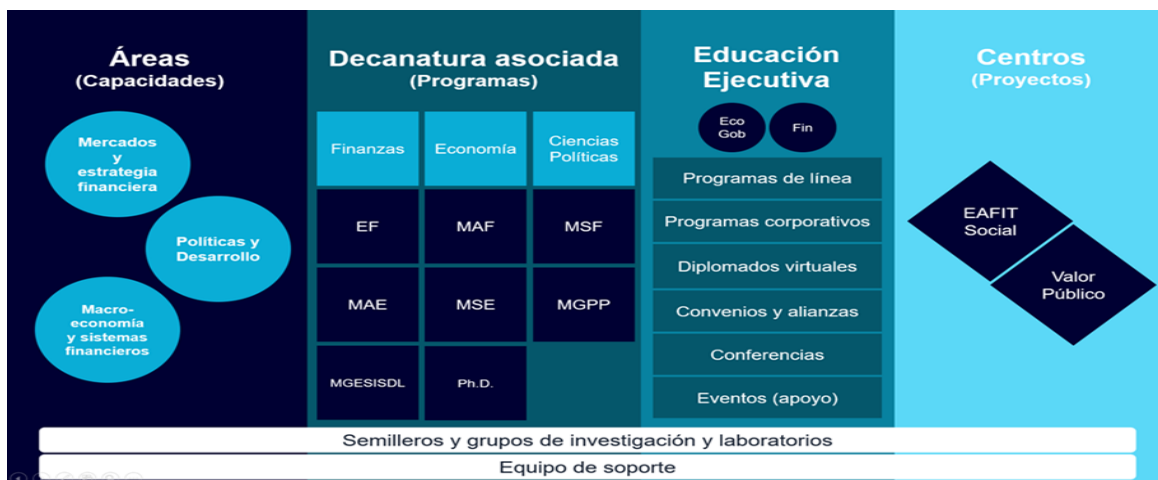 Áreas
(Capacidades)
Mercados
y
estrategia
financiera
Políticas y
Desarrollo
Macro-
economía
y sistemas
financieros
Decanatura asociada
(Programas)
Finanzas
Economía
Ciencias
Políticas
EF
MAF
MSF
MAE
MSE
MGPP
MGESISDL
Ph.D.
Educación
Ejecutiva
Eco
Gob
Fin
Programas de línea
Programas corporativos
Diplomados virtuales
Convenios y alianzas
Conferencias
Eventos (apoyo)
Centros
(Proyectos)
EAFIT
Social
Valor
Público
Semilleros y grupos de investigación y laboratorios
Equipo de soporte